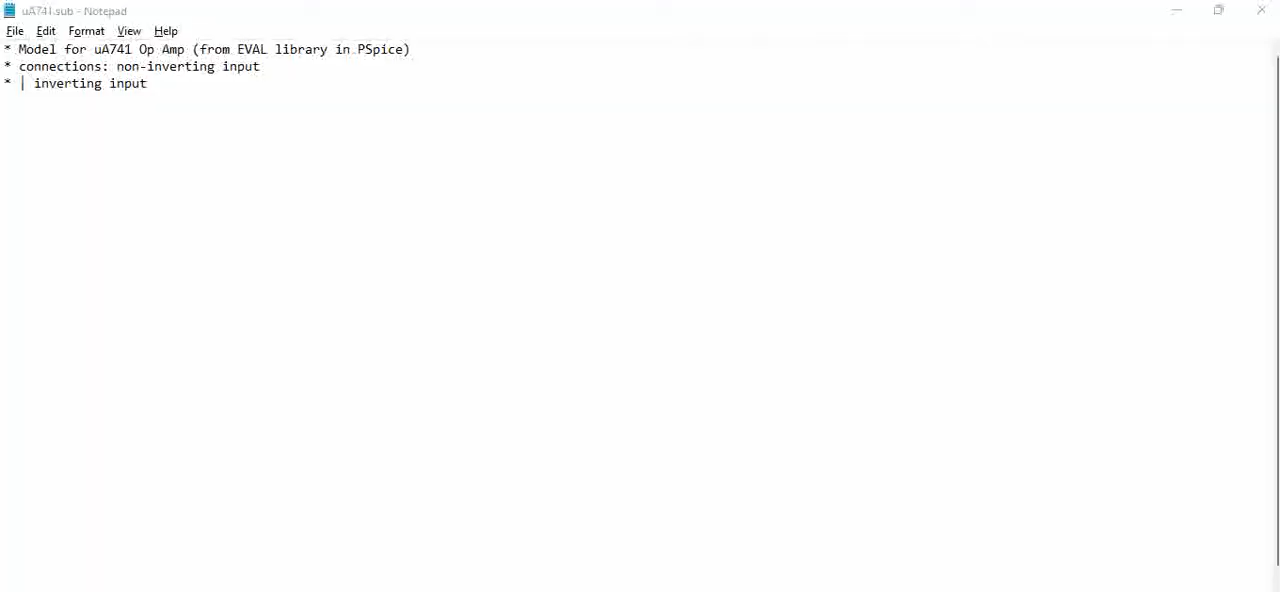 uA741.sub - Notepad
File Edit Format View Help
* Model for uA741 Op Amp (from EVAL library in PSpice)
* connections: non-inverting input
* | inverting input